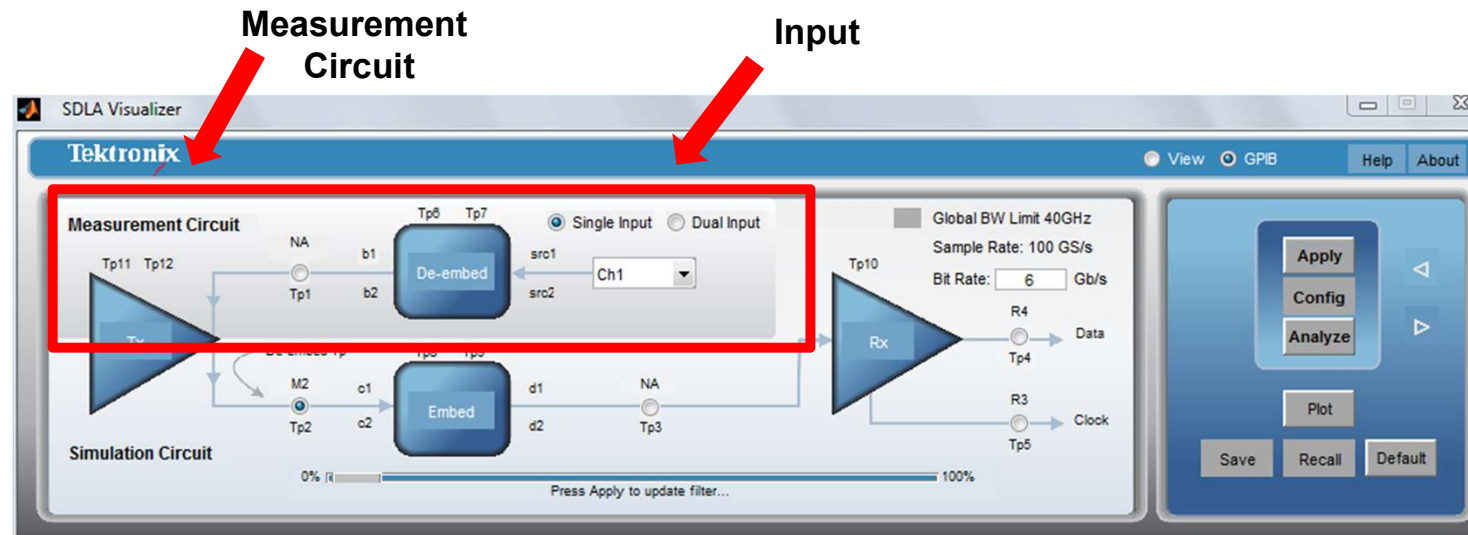 Measurement
Circuit
Input
SDLA Visualizer
Tektronix
View
GPIB
Help
About
Measurement Circuit
Tp6 Tp7
Single Input
Dual Input
Global BW Limit 40GHz
NA
b1
src1
Sample Rate: 100 GS/s
Tp11 Tp12
De-embed
Ch1
Tp10
Apply
Tp1
b2
src2
Bit Rate: 6 Gb/s
Config
R4
Tx
Rx
Data
Analyze
Tp4
M2
c1
d1
NA
R3
Embed
Plot
Tp2
c2
d2
Tp3
Clock
Tp5
Simulation Circuit
Save
Recall
Default
0%
100%
Press Apply to update filter...